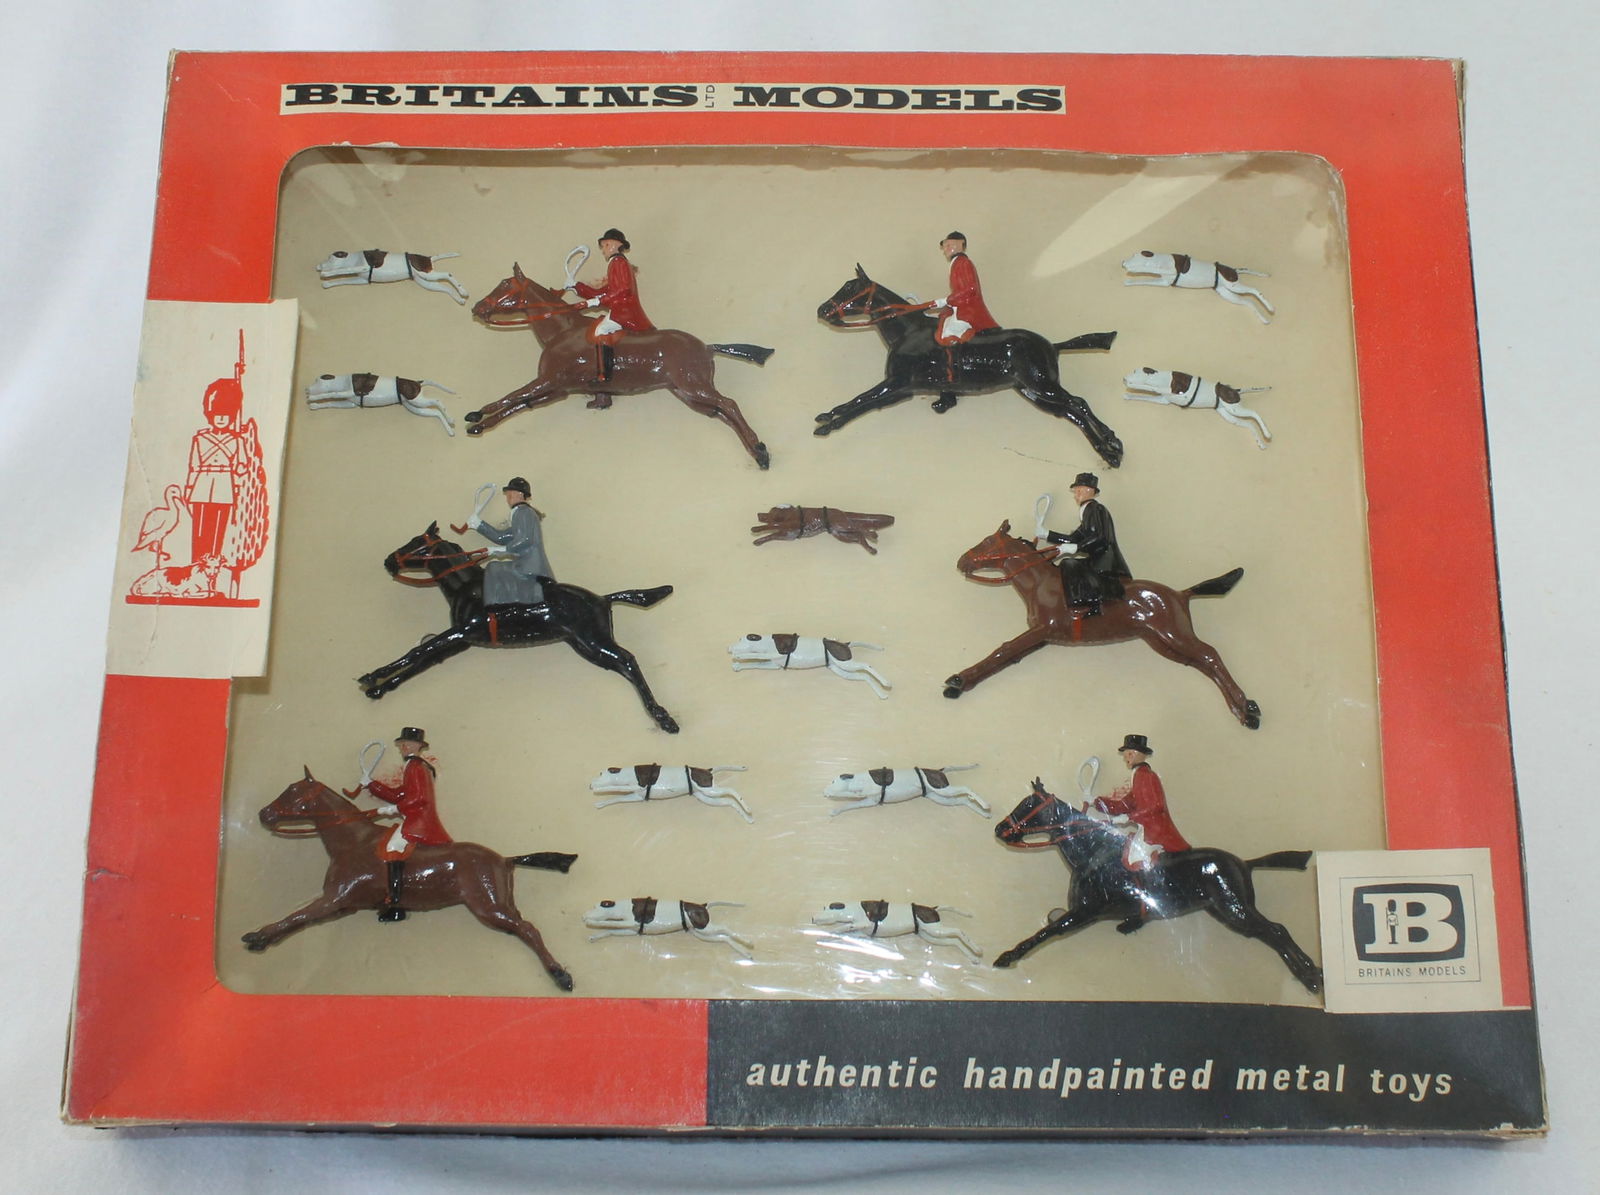 BRITAINS LTD MODELS
B
BRITAINS MODELS
authentic handpainted metal toys